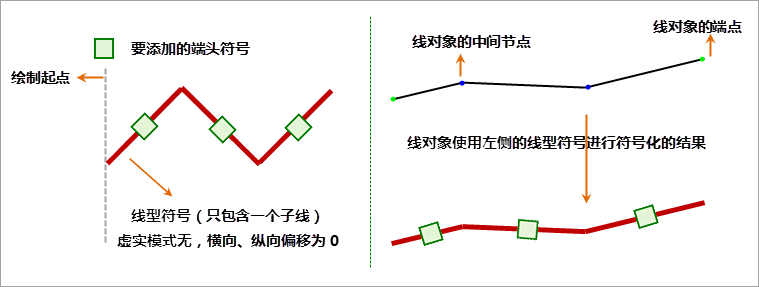 要添加的端头符号
绘制起点
线型符号（只包含一个子线）
虚实模式无，横向、纵向偏移为 0
线对象的中间节点
线对象的端点
线对象使用左侧的线型符号进行符号化的结果